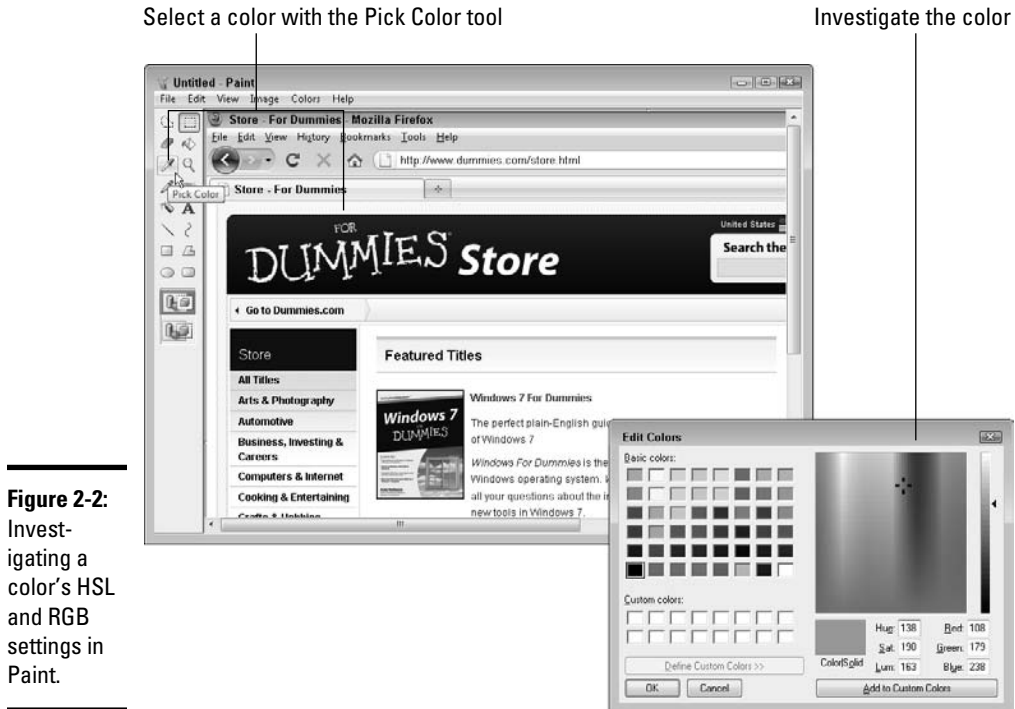 Select a color with the Pick Color tool
Investigate the color
Untitled - Paint
File Edit View Image Colors Help
Store - For Dummies - Mozilla Firefox
File Edit View History Bookmarks Tools Help
http://www.dummies.com/store.html
Pick Color
Store - For Dummies
A
FOR
DUMMIES Store
United States
Search the
Go to Dummies.com
Store
All Titles
Arts & Photography
Automotive
Business, Investing &
Careers
Computers & Internet
Cooking & Entertaining
Crafts & Hobbies
Featured Titles
Windows 7
FOR
DUMMIES
Windows 7 For Dummies
The perfect plain-English
of Windows 7
Windows For Dummies is the
Windows operating system.
all your questions about the
new tools in Windows 7.
Edit Colors
Basic colors:
Custom colors:
Define Custom Colors >>
OK Cancel
Color|Solid
Hue: 138 Red: 108
Sat: 190 Green: 179
Lum: 163 Blue: 238
Add to Custom Colors
Figure 2-2:
Invest-
igating a
color's HSL
and RGB
settings in
Paint.